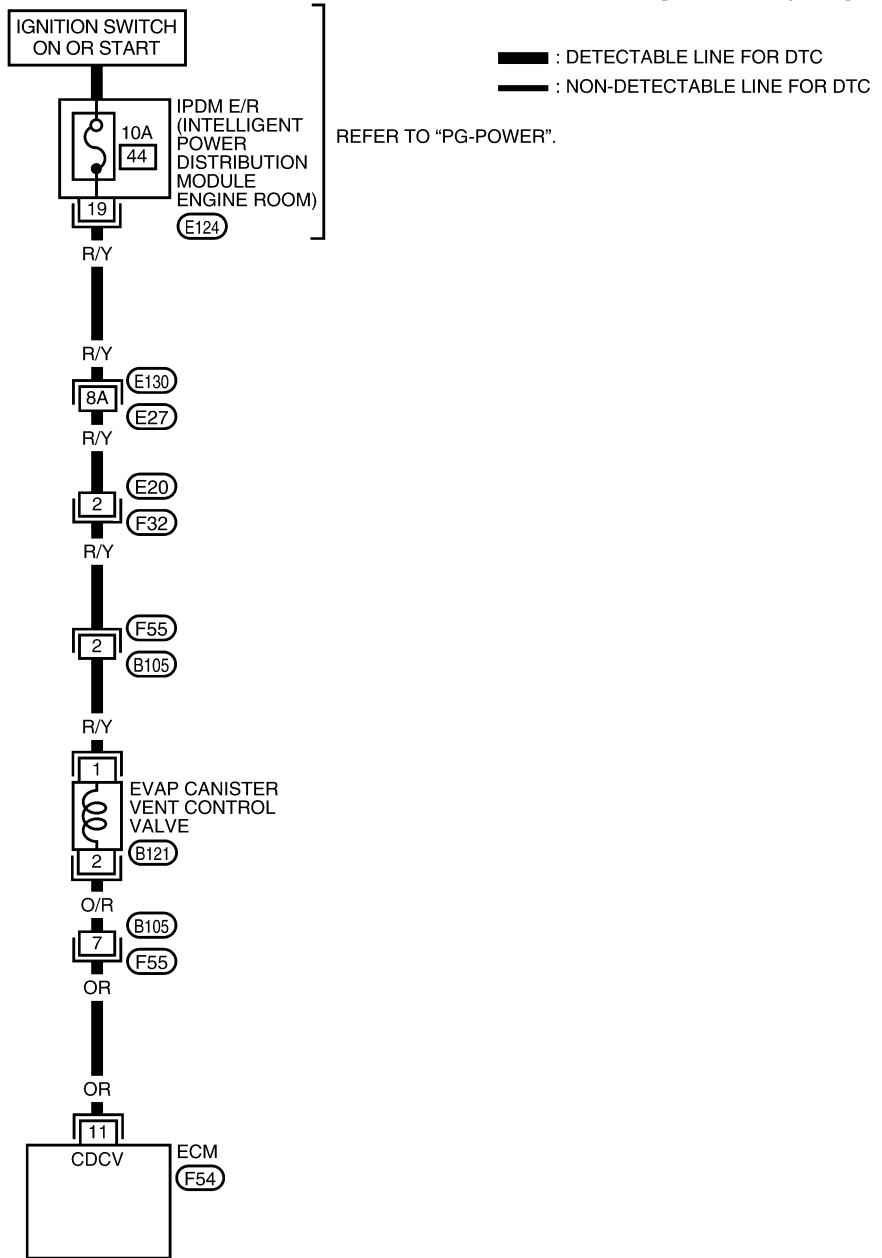 IGNITION SWITCH
ON OR START
: DETECTABLE LINE FOR DTC
: NON-DETECTABLE LINE FOR DTC
10A
44
IPDM E/R
(INTELLIGENT
POWER
DISTRIBUTION
MODULE
ENGINE ROOM)
REFER TO “PG-POWER”.
19
E124
R/Y
R/Y
E130
8A
E27
R/Y
E20
2
F32
R/Y
F55
2
B105
R/Y
1
EVAP CANISTER
VENT CONTROL
VALVE
2
B121
O/R
B105
7
F55
OR
OR
11
CDCV
ECM
F54